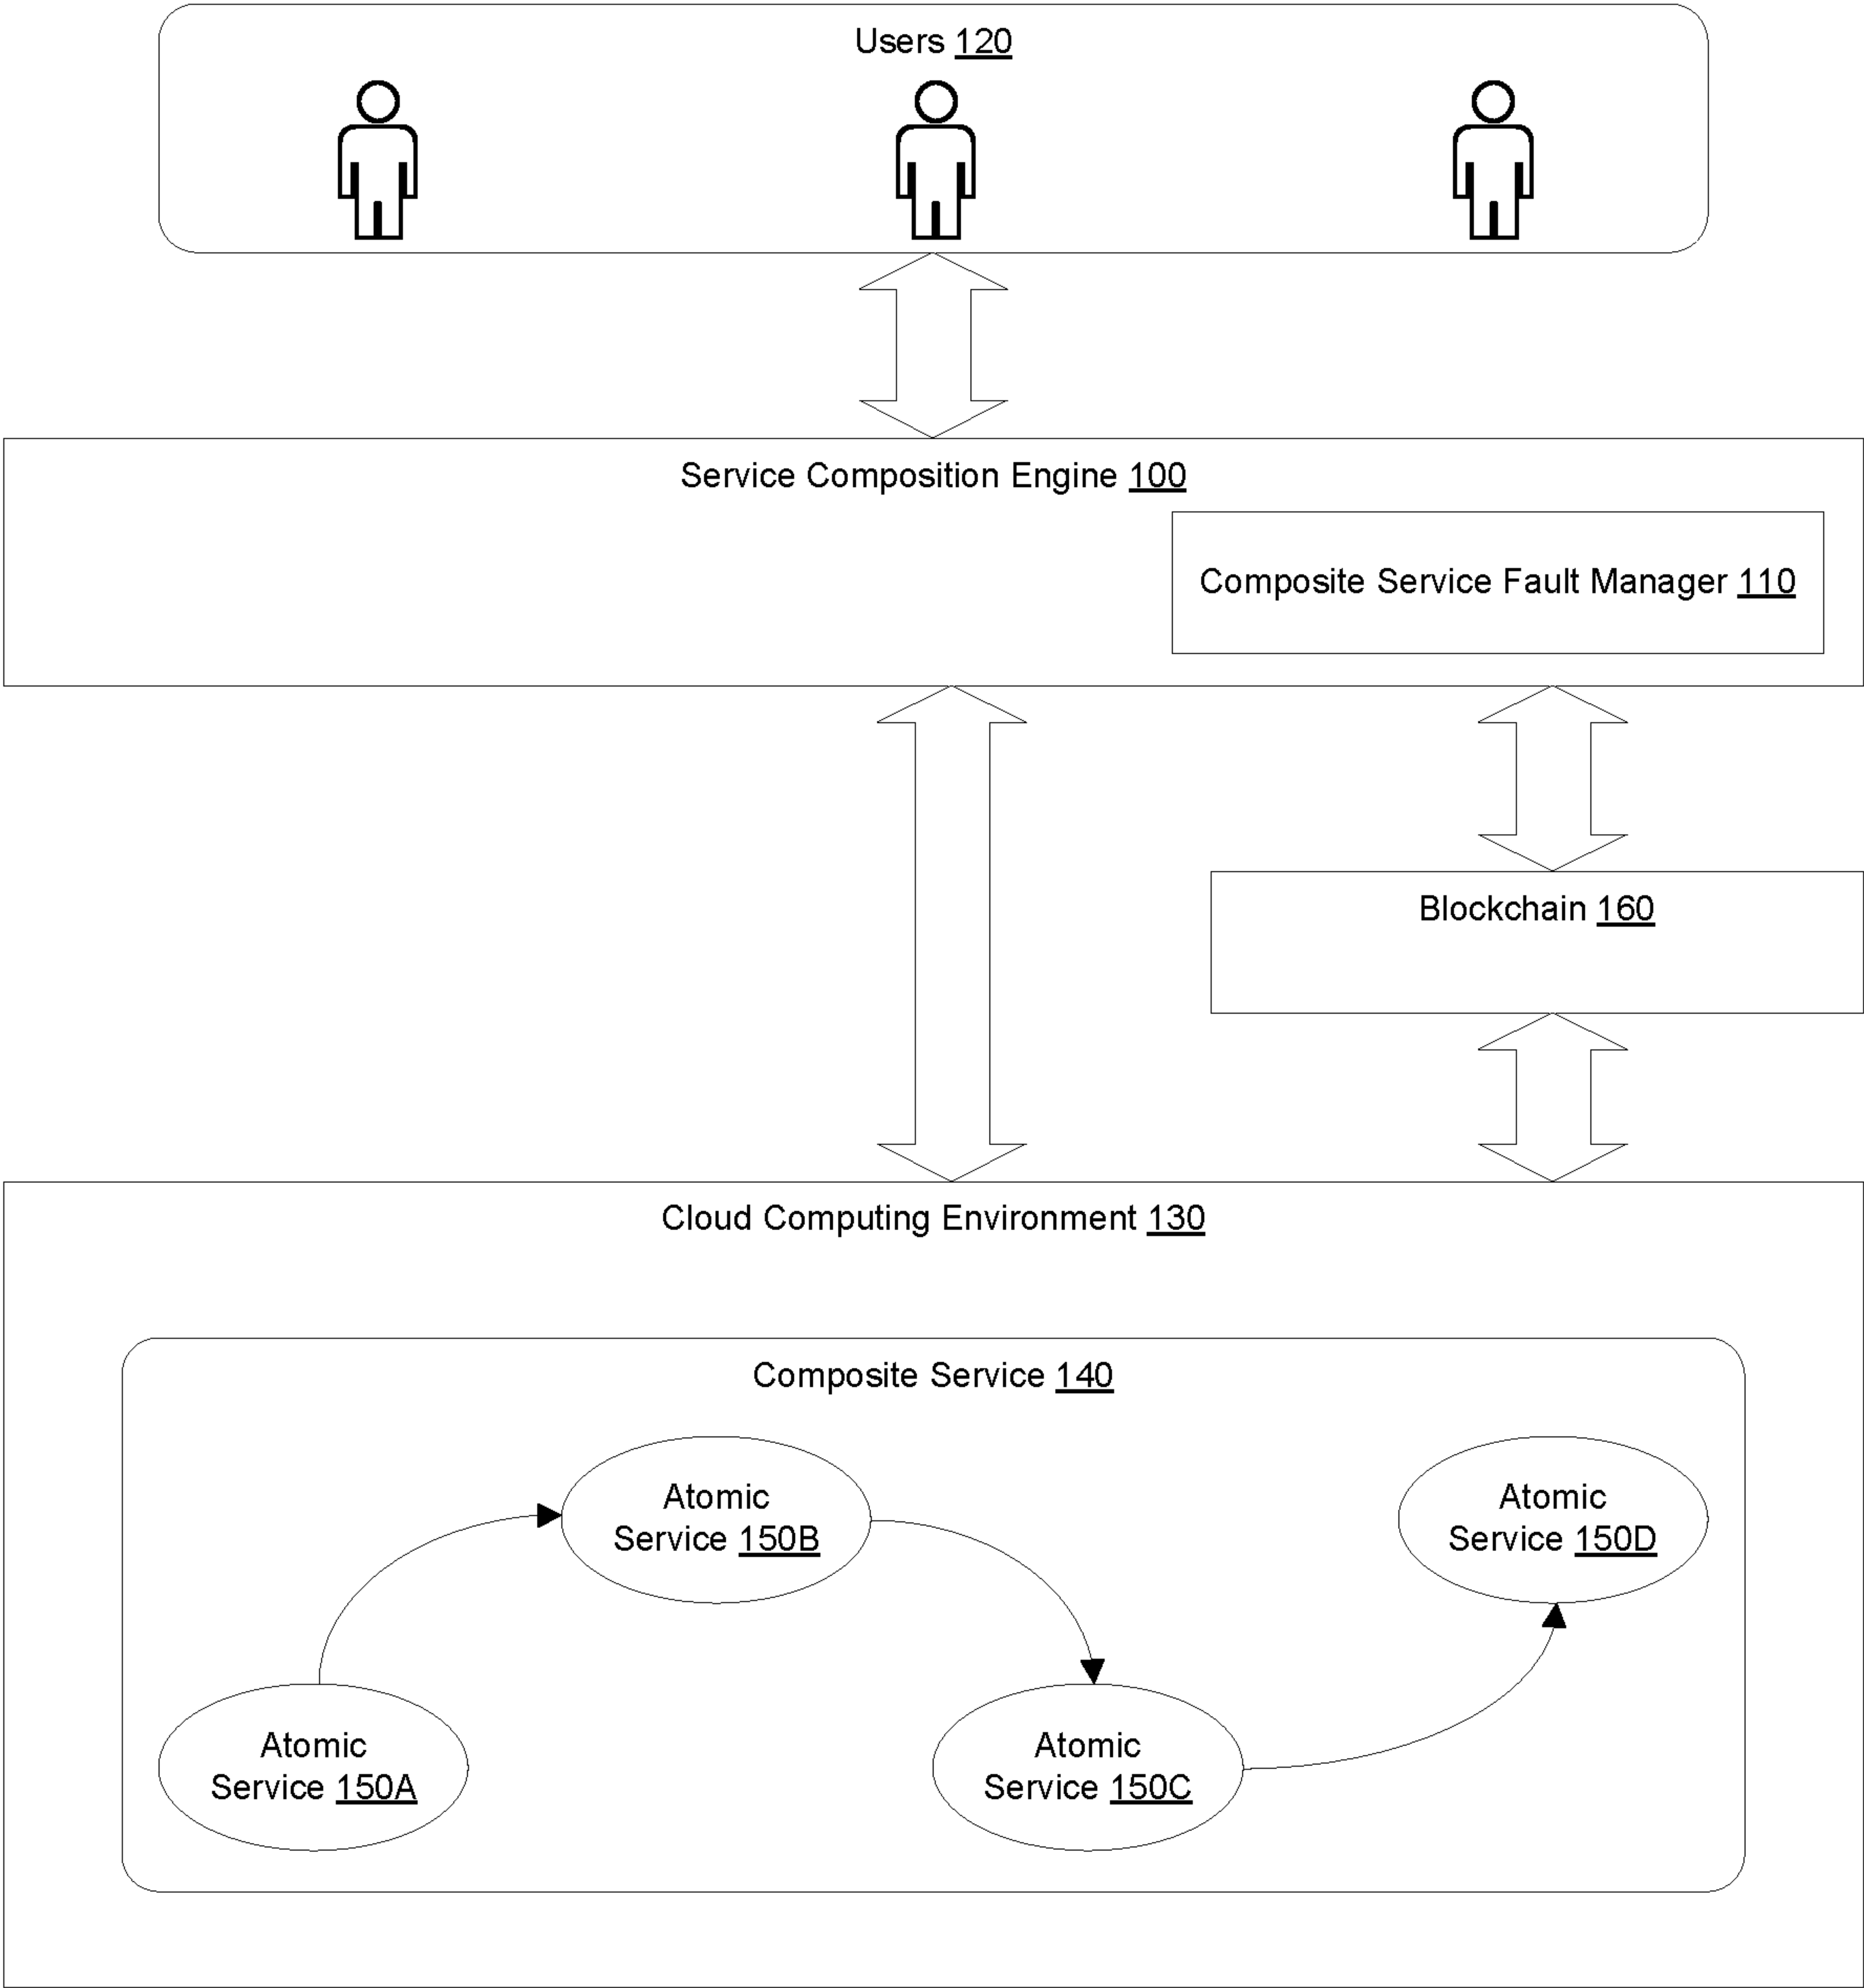 Users 120
Service Composition Engine 100
Composite Service Fault Manager 110
Blockchain 160
Cloud Computing Environment 130
Composite Service 140
Atomic
Service 150B
Atomic
Service 150D
Atomic
Service 150A
Atomic
Service 150C